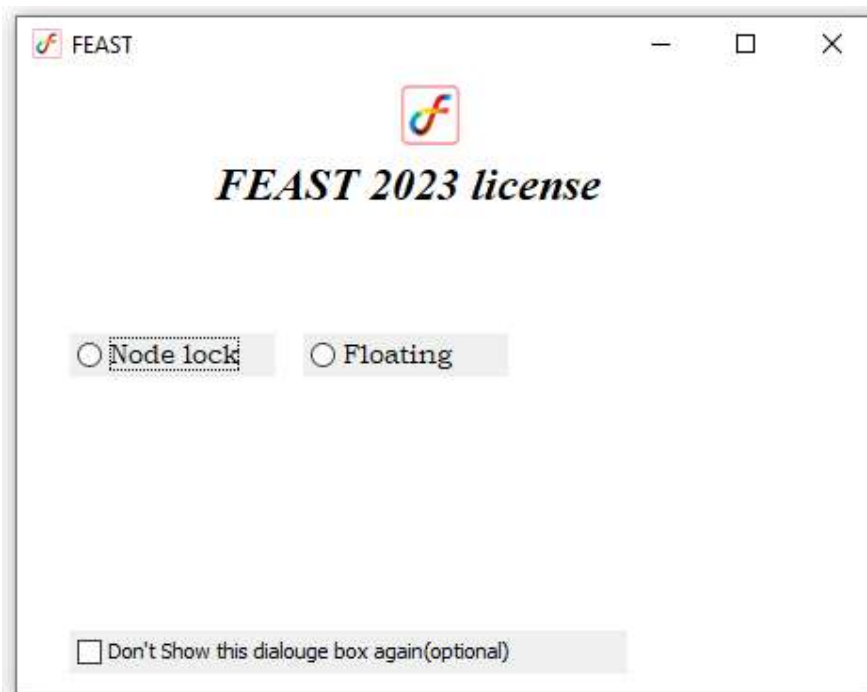 FEAST
FEAST 2023 license
Node lock
Floating
Don't Show this dialouge box again(optional)